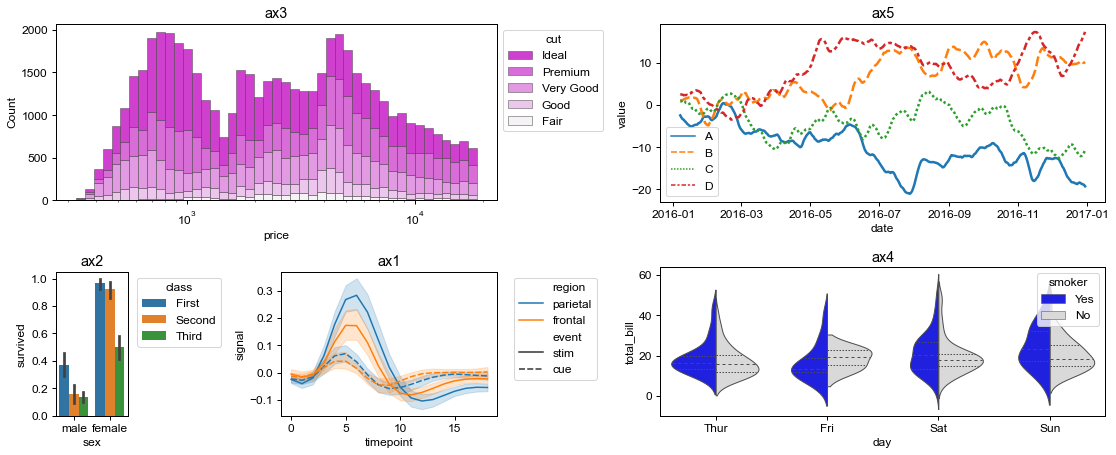 ax3
Count
2000
1500
1000
500
0
10^3
10^4
price
cut
Ideal
Premium
Very Good
Good
Fair
ax5
value
10
0
−10
−20
A
B
C
D
2016-01
2016-03
2016-05
2016-07
2016-09
2016-11
2017-01
date
ax2
survived
1.0
0.8
0.6
0.4
0.2
0.0
male
female
sex
class
First
Second
Third
ax1
signal
0.3
0.2
0.1
0.0
−0.1
0
5
10
15
timepoint
region
parietal
frontal
event
stim
cue
ax4
total_bill
60
40
20
0
Thur
Fri
Sat
Sun
day
smoker
Yes
No